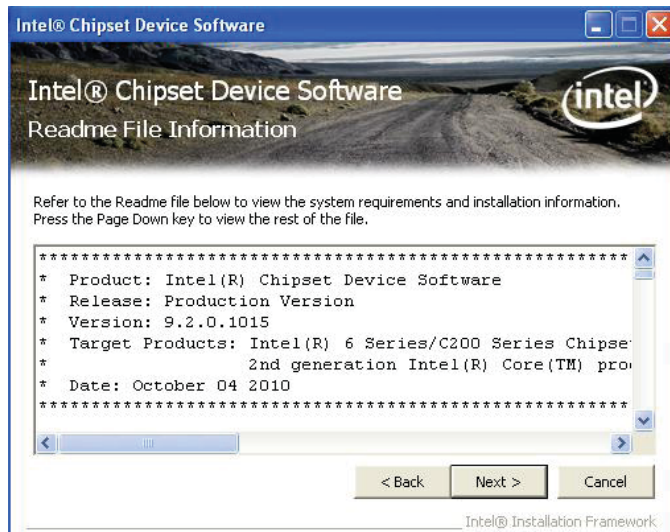 Intel® Chipset Device Software
Intel® Chipset Device Software
intel
Readme File Information
Refer to the Readme file below to view the system requirements and installation information.
Press the Page Down key to view the rest of the file.
************************************************************
* Product: Intel(R) Chipset Device Software
* Release: Production Version
* Version: 9.2.0.1015
* Target Products: Intel(R) 6 Series/C200 Series Chipse
* 2nd generation Intel(R) Core(TM) pro
* Date: October 04 2010
************************************************************
< Back Next > Cancel
Intel® Installation Framework